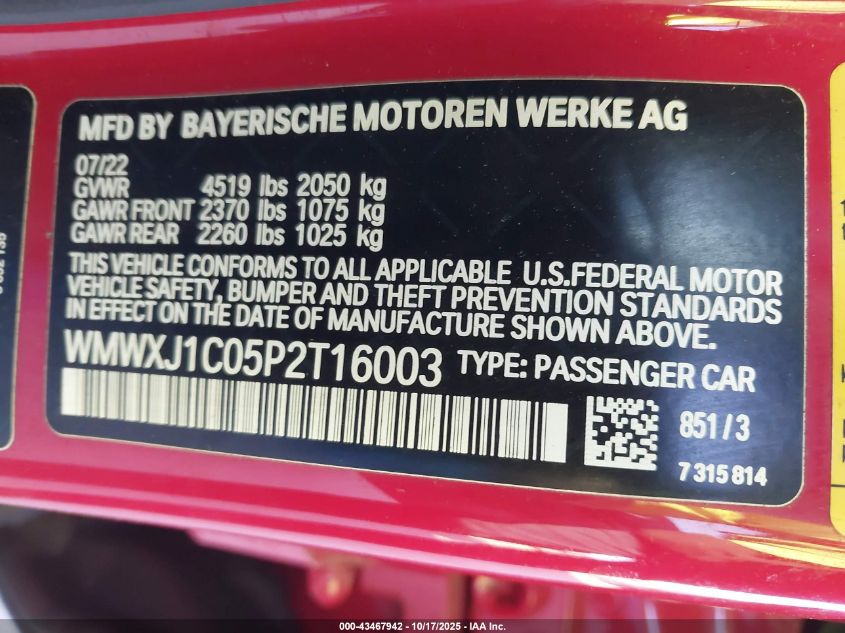 MFD BY BAYERISCHE MOTOREN WERKE AG
07/22
GVWR 4519 lbs 2050 kg
GAWR FRONT 2370 lbs 1075 kg
GAWR REAR 2260 lbs 1025 kg
THIS VEHICLE CONFORMS TO ALL APPLICABLE U.S.FEDERAL MOTOR
VEHICLE SAFETY, BUMPER AND THEFT PREVENTION STANDARDS
IN EFFECT ON THE DATE OF MANUFACTURE SHOWN ABOVE.
WMWXJ1C05P2T16003 TYPE: PASSENGER CAR
851/3
7 315 814
000-43467942 - 10/17/2025 - IAA Inc.